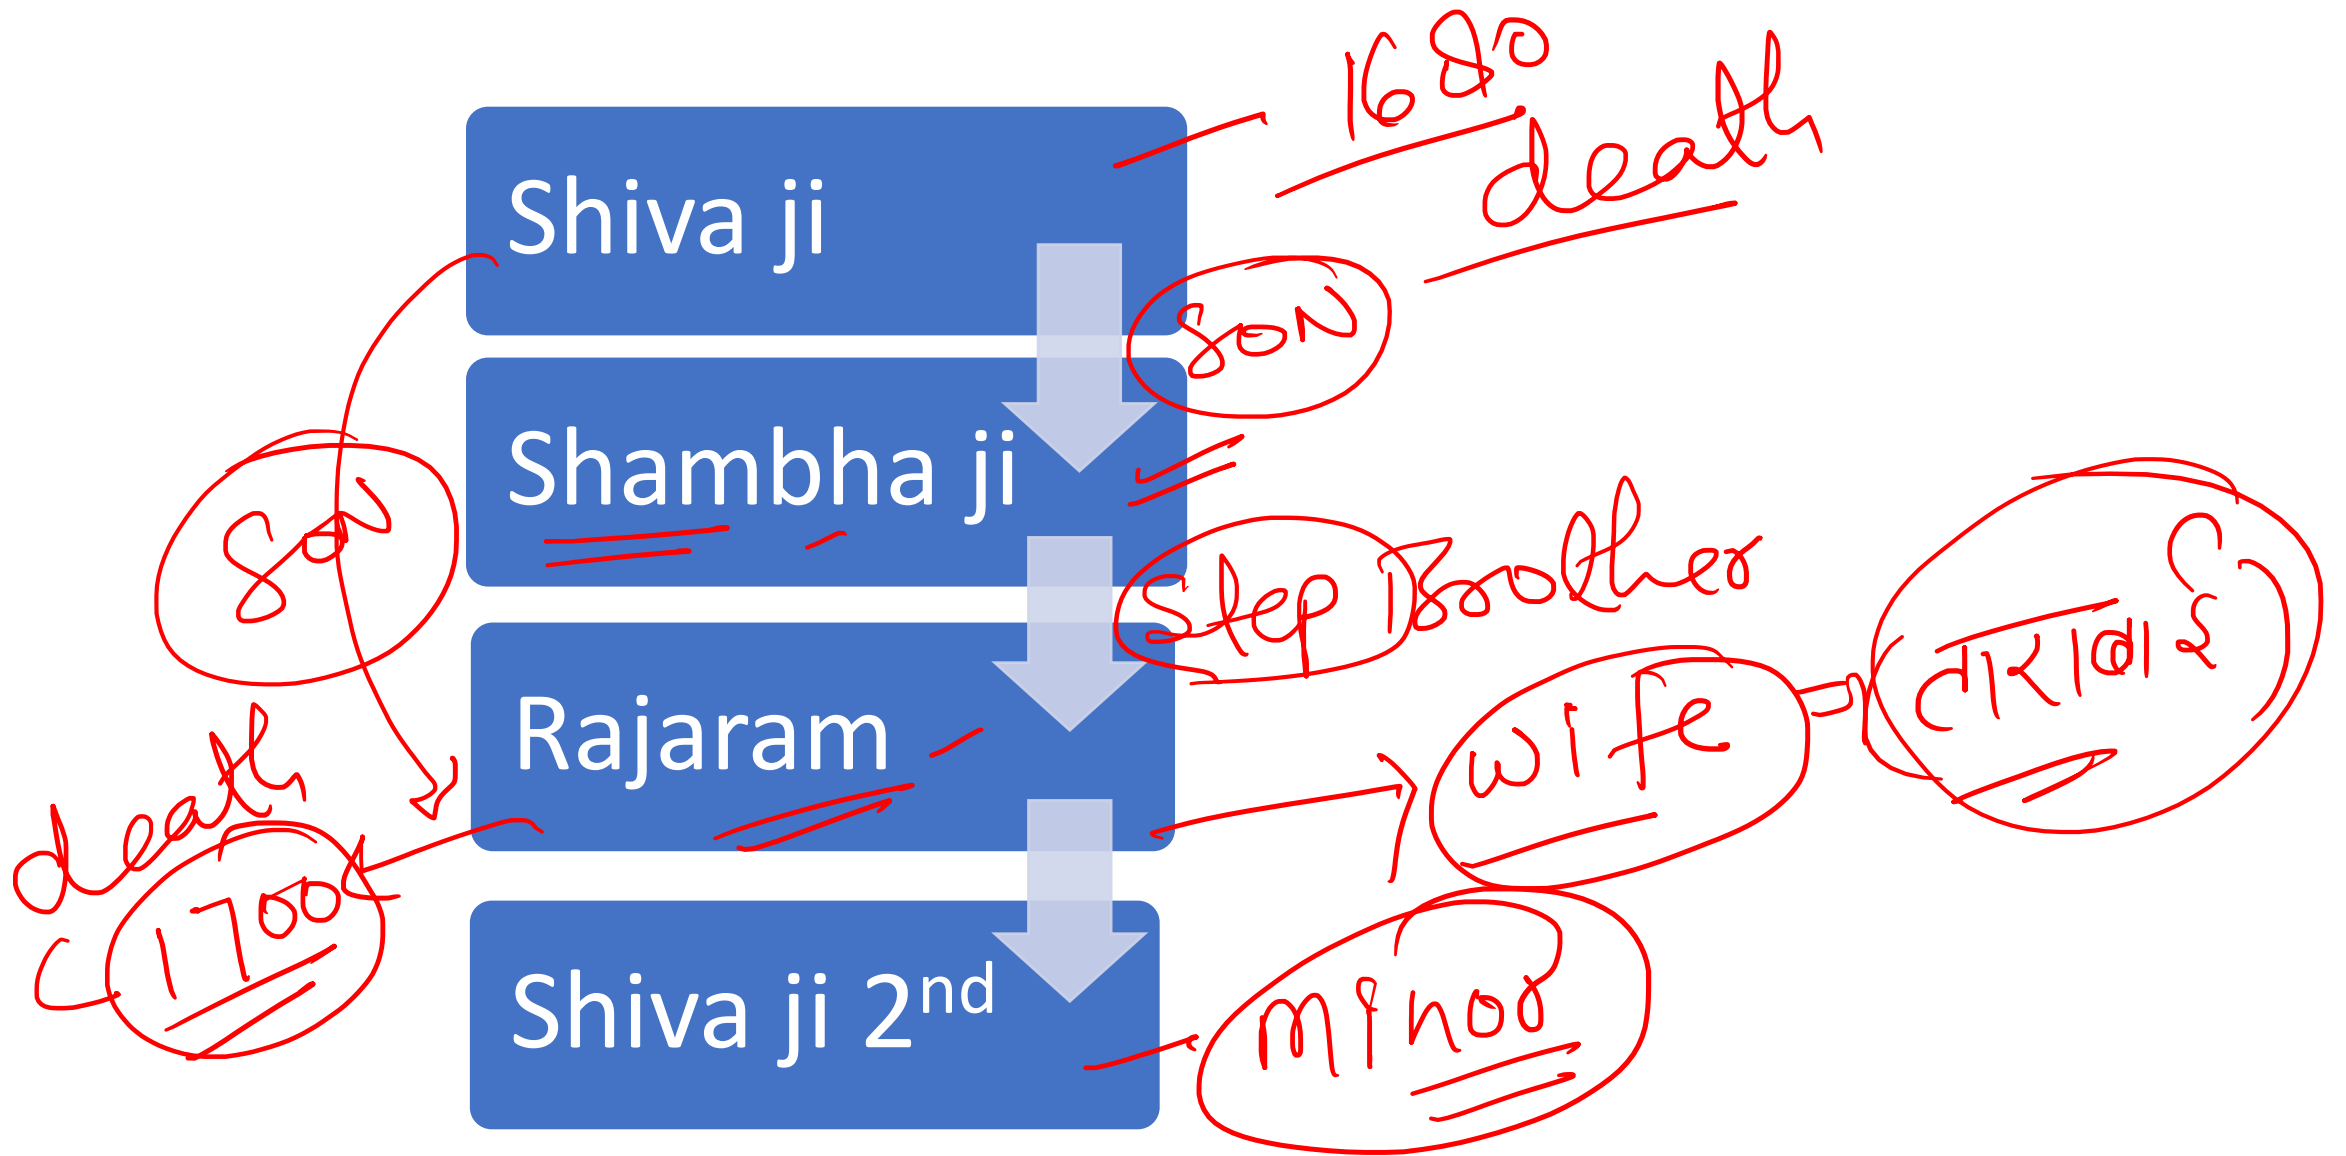 1680
death
Shiva ji
SON
Shambha ji
Son
Step Brother
ताराबाई
wife
Rajaram
death
1700
Shiva ji 2nd
minor